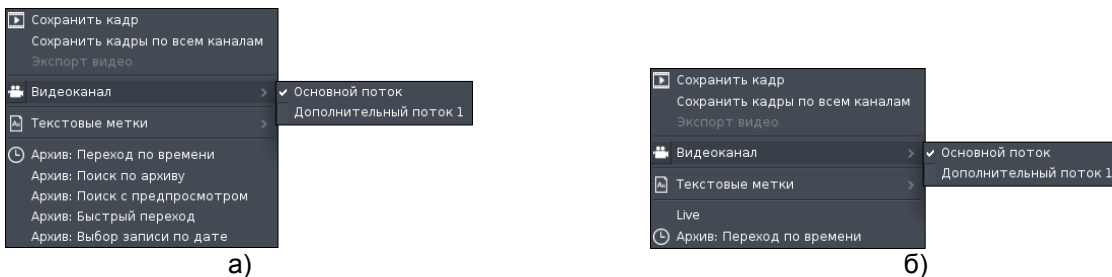 Сохранить кадр
Сохранить кадры по всем каналам
Экспорт видео
Видеоканал
Основной поток
Дополнительный поток 1
Текстовые метки
Архив: Переход по времени
Архив: Поиск по архиву
Архив: Поиск с предпросмотром
Архив: Быстрый переход
Архив: Выбор записи по дате
а)
Сохранить кадр
Сохранить кадры по всем каналам
Экспорт видео
Видеоканал
Основной поток
Дополнительный поток 1
Текстовые метки
Live
Архив: Переход по времени
б)